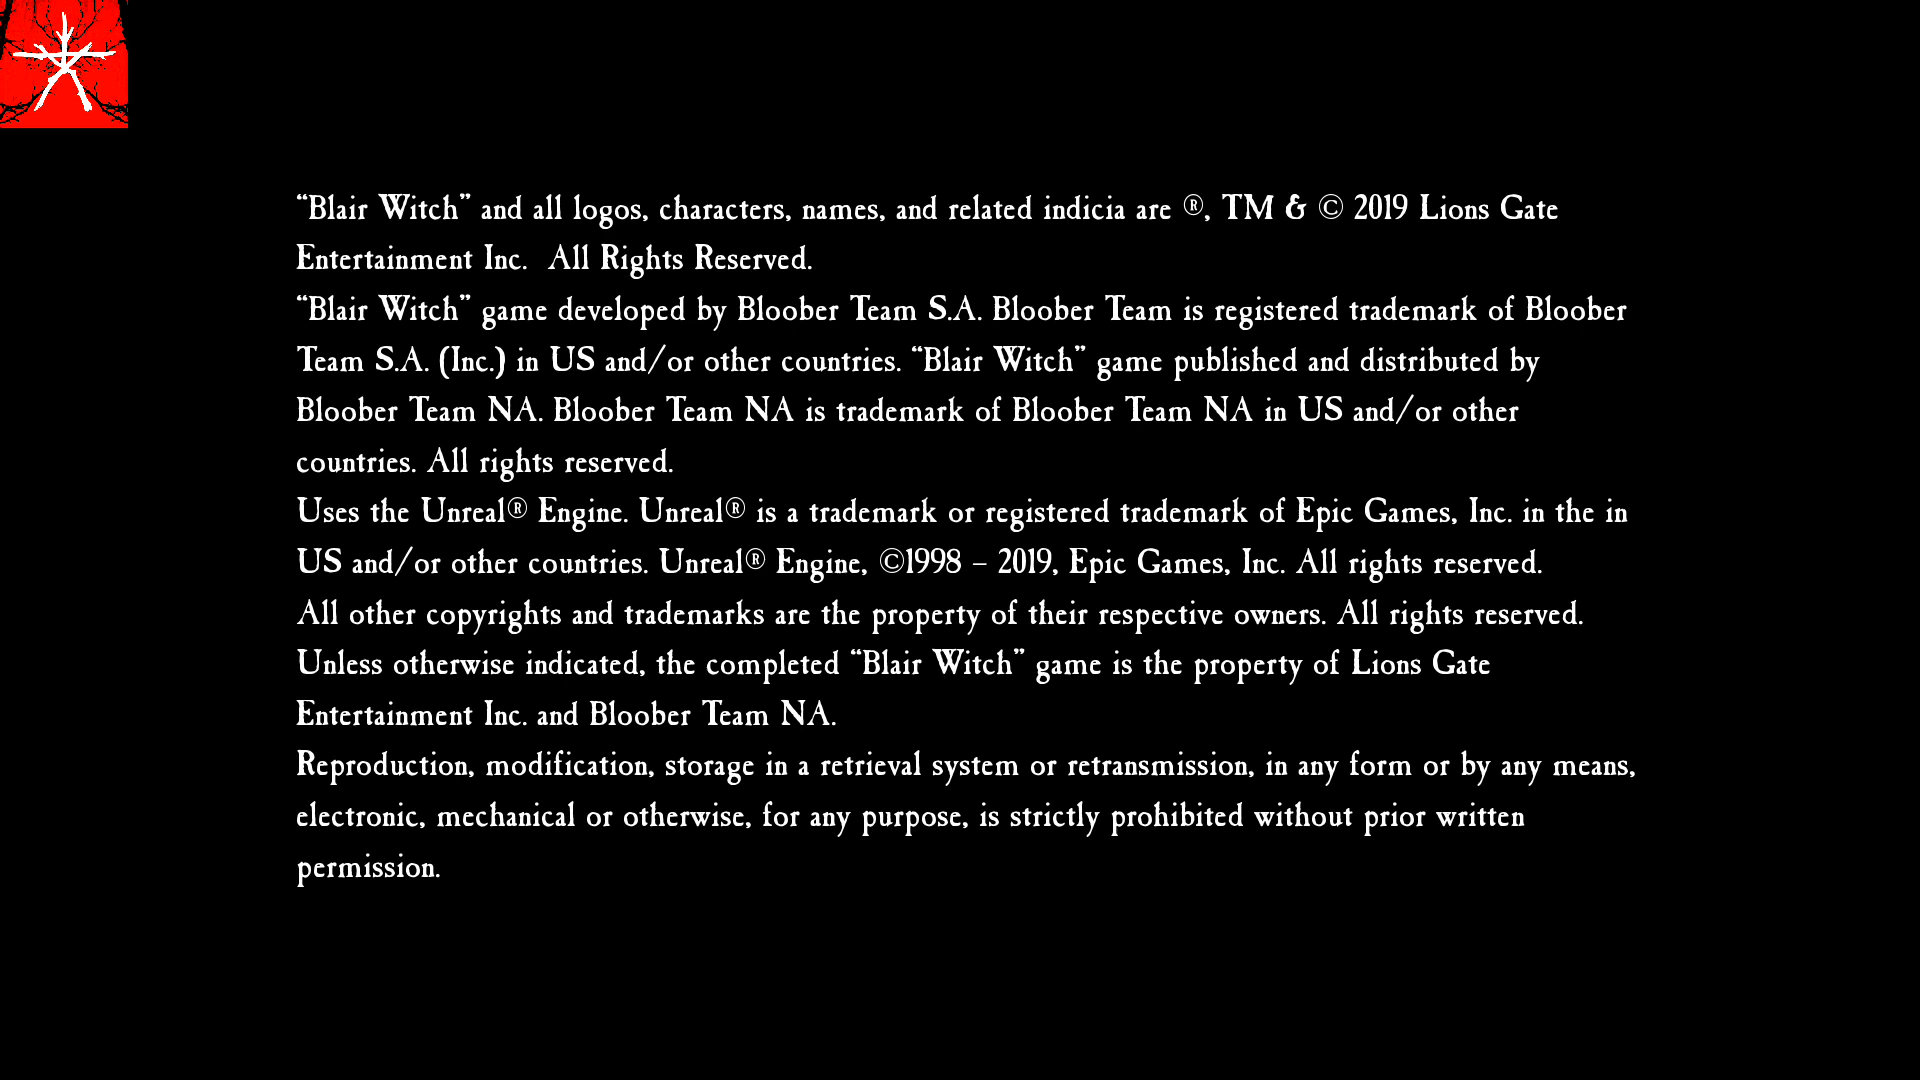 “Blair Witch” and all logos, characters, names, and related indicia are ®, TM & © 2019 Lions Gate
Entertainment Inc.  All Rights Reserved.
“Blair Witch” game developed by Bloober Team S.A. Bloober Team is registered trademark of Bloober
Team S.A. (Inc.) in US and/or other countries. “Blair Witch” game published and distributed by
Bloober Team NA. Bloober Team NA is trademark of Bloober Team NA in US and/or other
countries. All rights reserved.
Uses the Unreal® Engine. Unreal® is a trademark or registered trademark of Epic Games, Inc. in the in
US and/or other countries. Unreal® Engine, ©1998 – 2019, Epic Games, Inc. All rights reserved.
All other copyrights and trademarks are the property of their respective owners. All rights reserved.
Unless otherwise indicated, the completed “Blair Witch” game is the property of Lions Gate
Entertainment Inc. and Bloober Team NA.
Reproduction, modification, storage in a retrieval system or retransmission, in any form or by any means,
electronic, mechanical or otherwise, for any purpose, is strictly prohibited without prior written
permission.